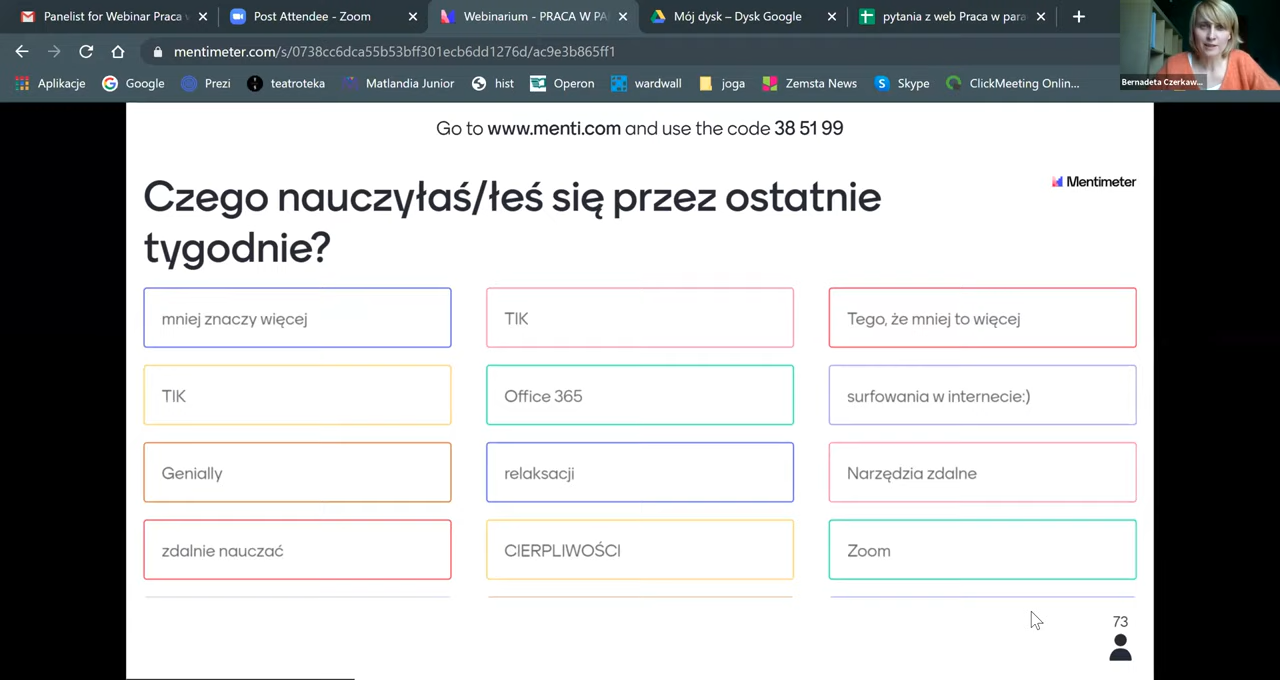 Panelist for Webinar Praca w
Post Attendee - Zoom
Webinarium - PRACA W PA
Mój dysk – Dysk Google
pytania z web Praca w para
mentimeter.com/s/0738cc6dca55b53bff301ecb6dd1276d/ac9e3b865ff1
Aplikacje Google Prezi teatroteka Matlandia Junior hist Operon wardwall joga Zemsta News Skype ClickMeeting Onlin...
Bernadeta Czerkaw...
Go to www.menti.com and use the code 38 51 99
Mentimeter
Czego nauczyłaś/łeś się przez ostatnie
tygodnie?
mniej znaczy więcej
TIK
Tego, że mniej to więcej
TIK
Office 365
surfowania w internecie:)
Genially
relaksacji
Narzędzia zdalne
zdalnie nauczać
CIERPLIWOŚCI
Zoom
73